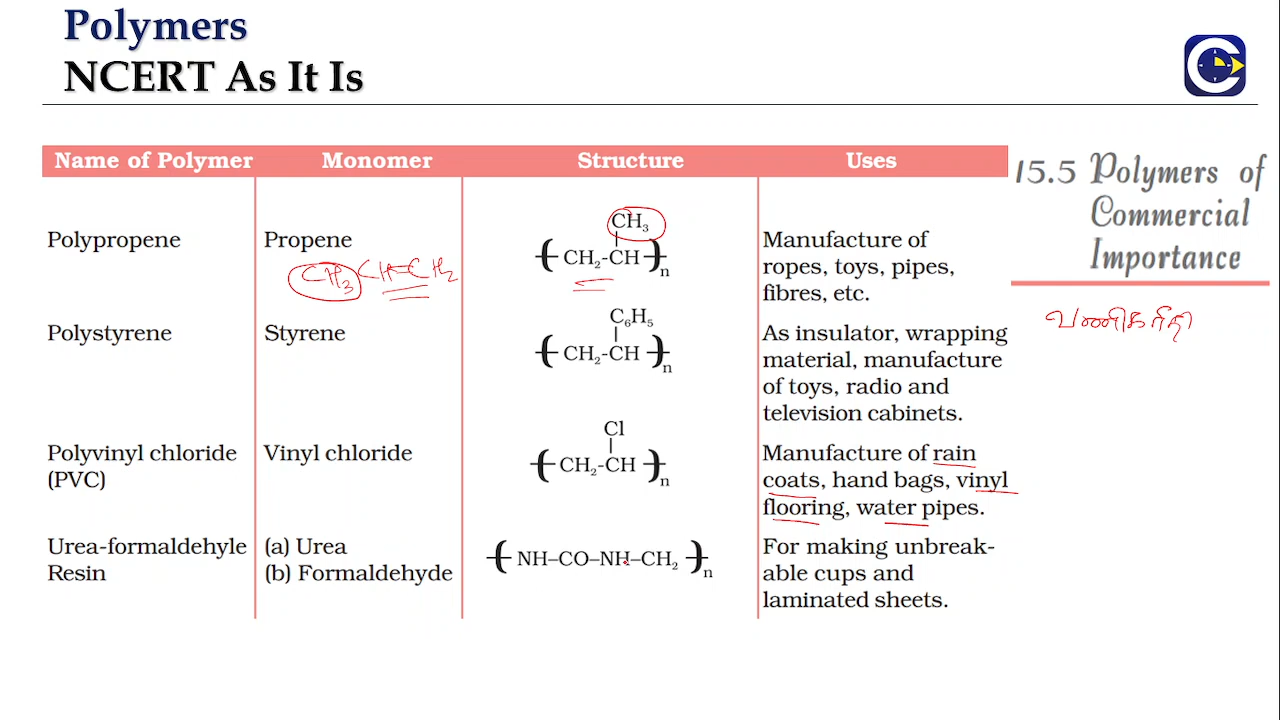 Polymers
NCERT As It Is
Name of Polymer Monomer Structure Uses
15.5 Polymers of
Commercial
Importance
வணிகரீதி
Polypropene
Propene
CH3 CH=CH2
CH₃
( CH₂-CH )n
Manufacture of
ropes, toys, pipes,
fibres, etc.
Polystyrene
Styrene
C₆H₅
( CH₂-CH )n
As insulator, wrapping
material, manufacture
of toys, radio and
television cabinets.
Polyvinyl chloride
(PVC)
Vinyl chloride
Cl
( CH₂-CH )n
Manufacture of rain
coats, hand bags, vinyl
flooring, water pipes.
Urea-formaldehyle
Resin
(a) Urea
(b) Formaldehyde
( NH–CO–NH–CH₂ )n
For making unbreak-
able cups and
laminated sheets.